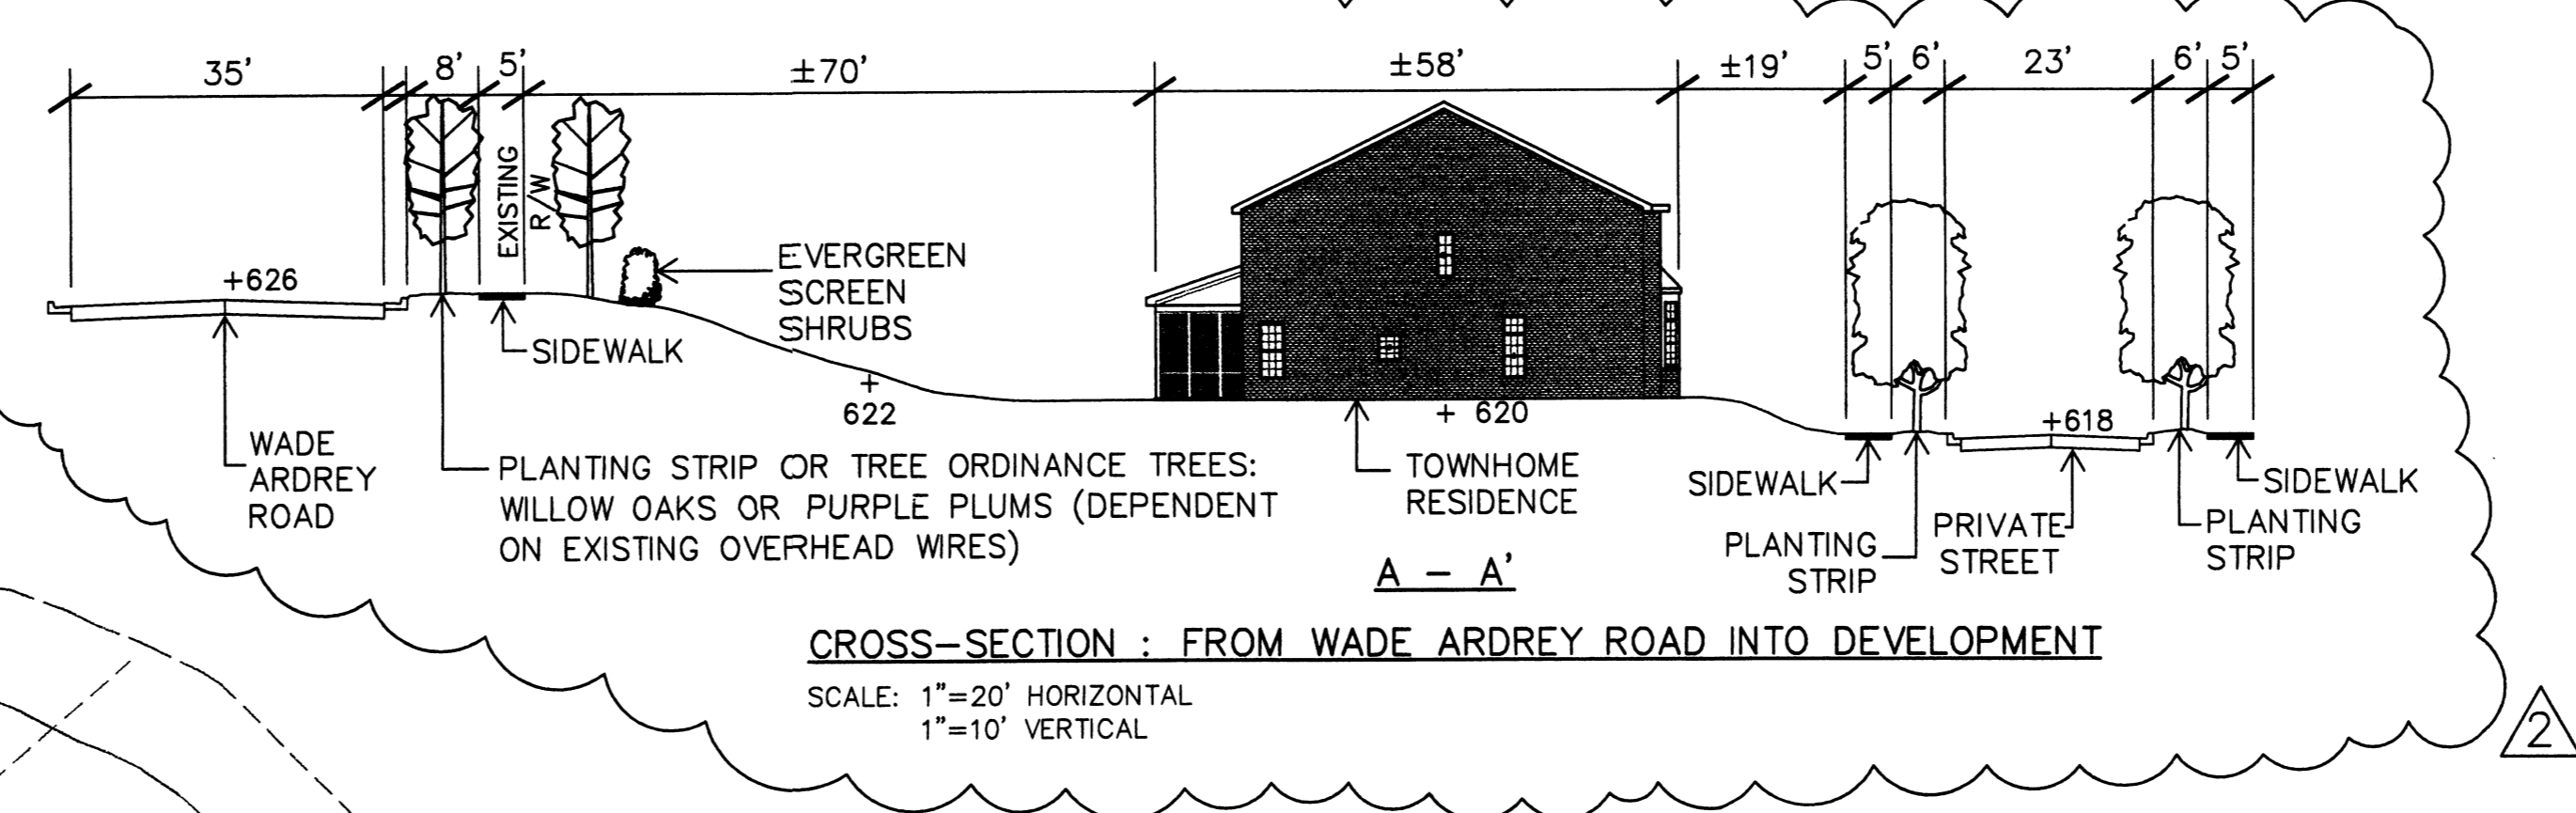 35'
8'
5'
±70'
±58'
±19'
5'
6'
23'
6'
5'
EXISTING
R/W
+626
EVERGREEN
SCREEN
SHRUBS
SIDEWALK
+
622
+ 620
+618
WADE
ARDREY
ROAD
PLANTING STRIP OR TREE ORDINANCE TREES:
WILLOW OAKS OR PURPLE PLUMS (DEPENDENT
ON EXISTING OVERHEAD WIRES)
TOWNHOME
RESIDENCE
SIDEWALK
PLANTING
STRIP
PRIVATE
STREET
SIDEWALK
PLANTING
STRIP
A – A'
CROSS–SECTION : FROM WADE ARDREY ROAD INTO DEVELOPMENT
SCALE: 1"=20' HORIZONTAL
1"=10' VERTICAL
2